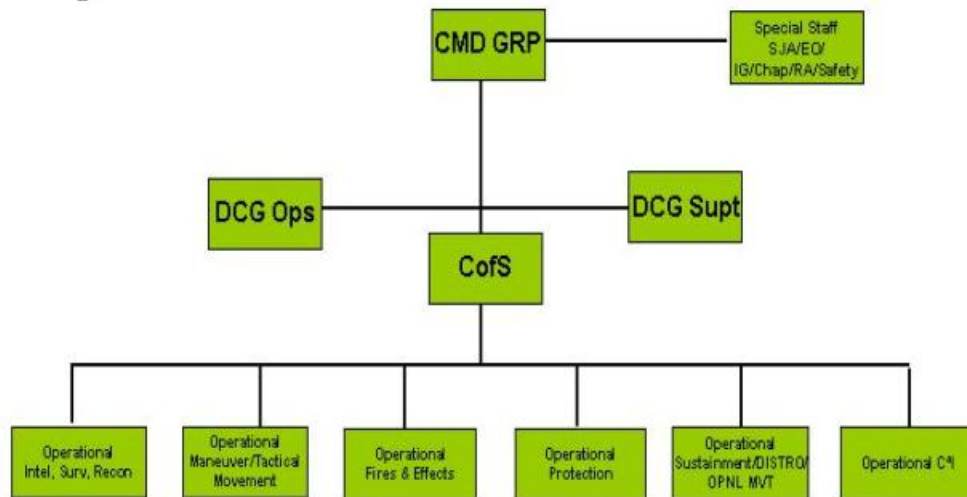 CMD GRP
Special Staff
SJA/EO/
IG/Chap/RA/Safety
DCG Ops
DCG Supt
CofS
Operational
Intel, Surv, Recon
Operational
Maneuver/Tactical
Movement
Operational
Fires & Effects
Operational
Protection
Operational
Sustainment/DISTRO/
OPNL MVT
Operational C⁴I